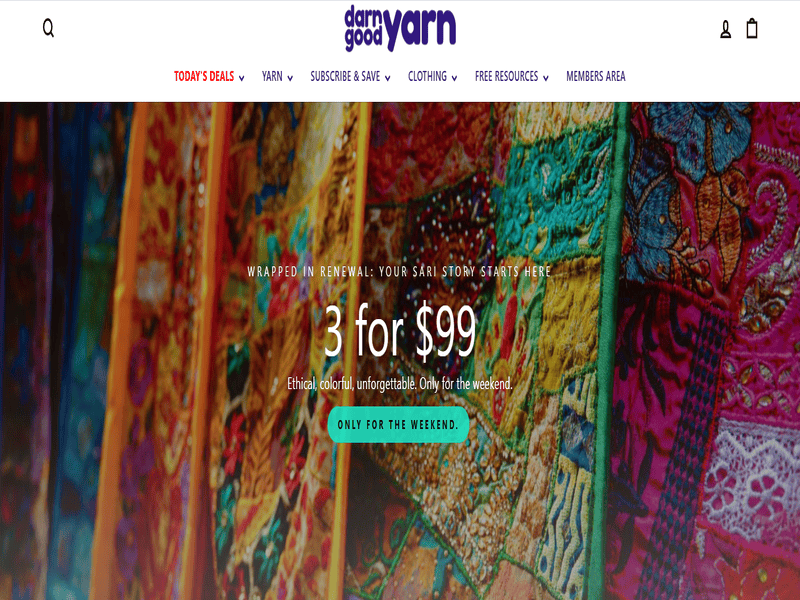 darn good yarn
TODAY'S DEALS
YARN
SUBSCRIBE & SAVE
CLOTHING
FREE RESOURCES
MEMBERS AREA
WRAPPED IN RENEWAL: YOUR SARI STORY STARTS HERE
3 for $99
Ethical, colorful, unforgettable. Only for the weekend.
ONLY FOR THE WEEKEND.